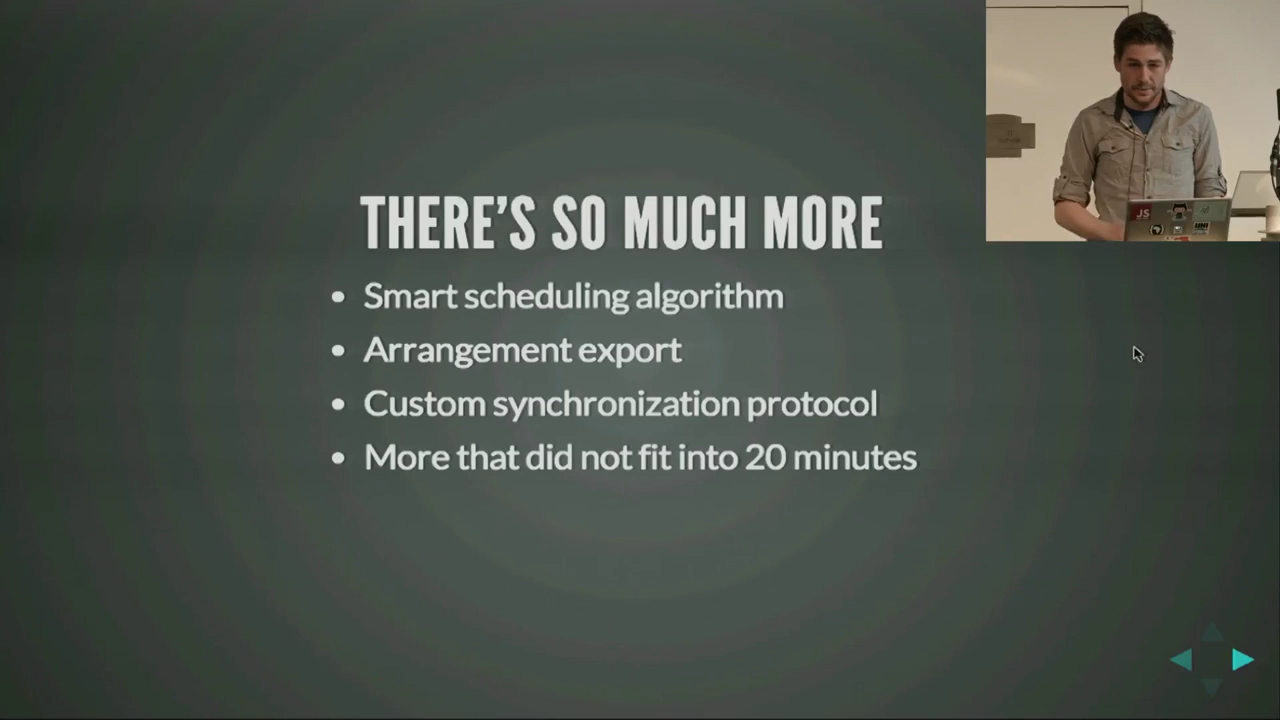 THERE'S SO MUCH MORE
Smart scheduling algorithm
Arrangement export
Custom synchronization protocol
More that did not fit into 20 minutes
JS